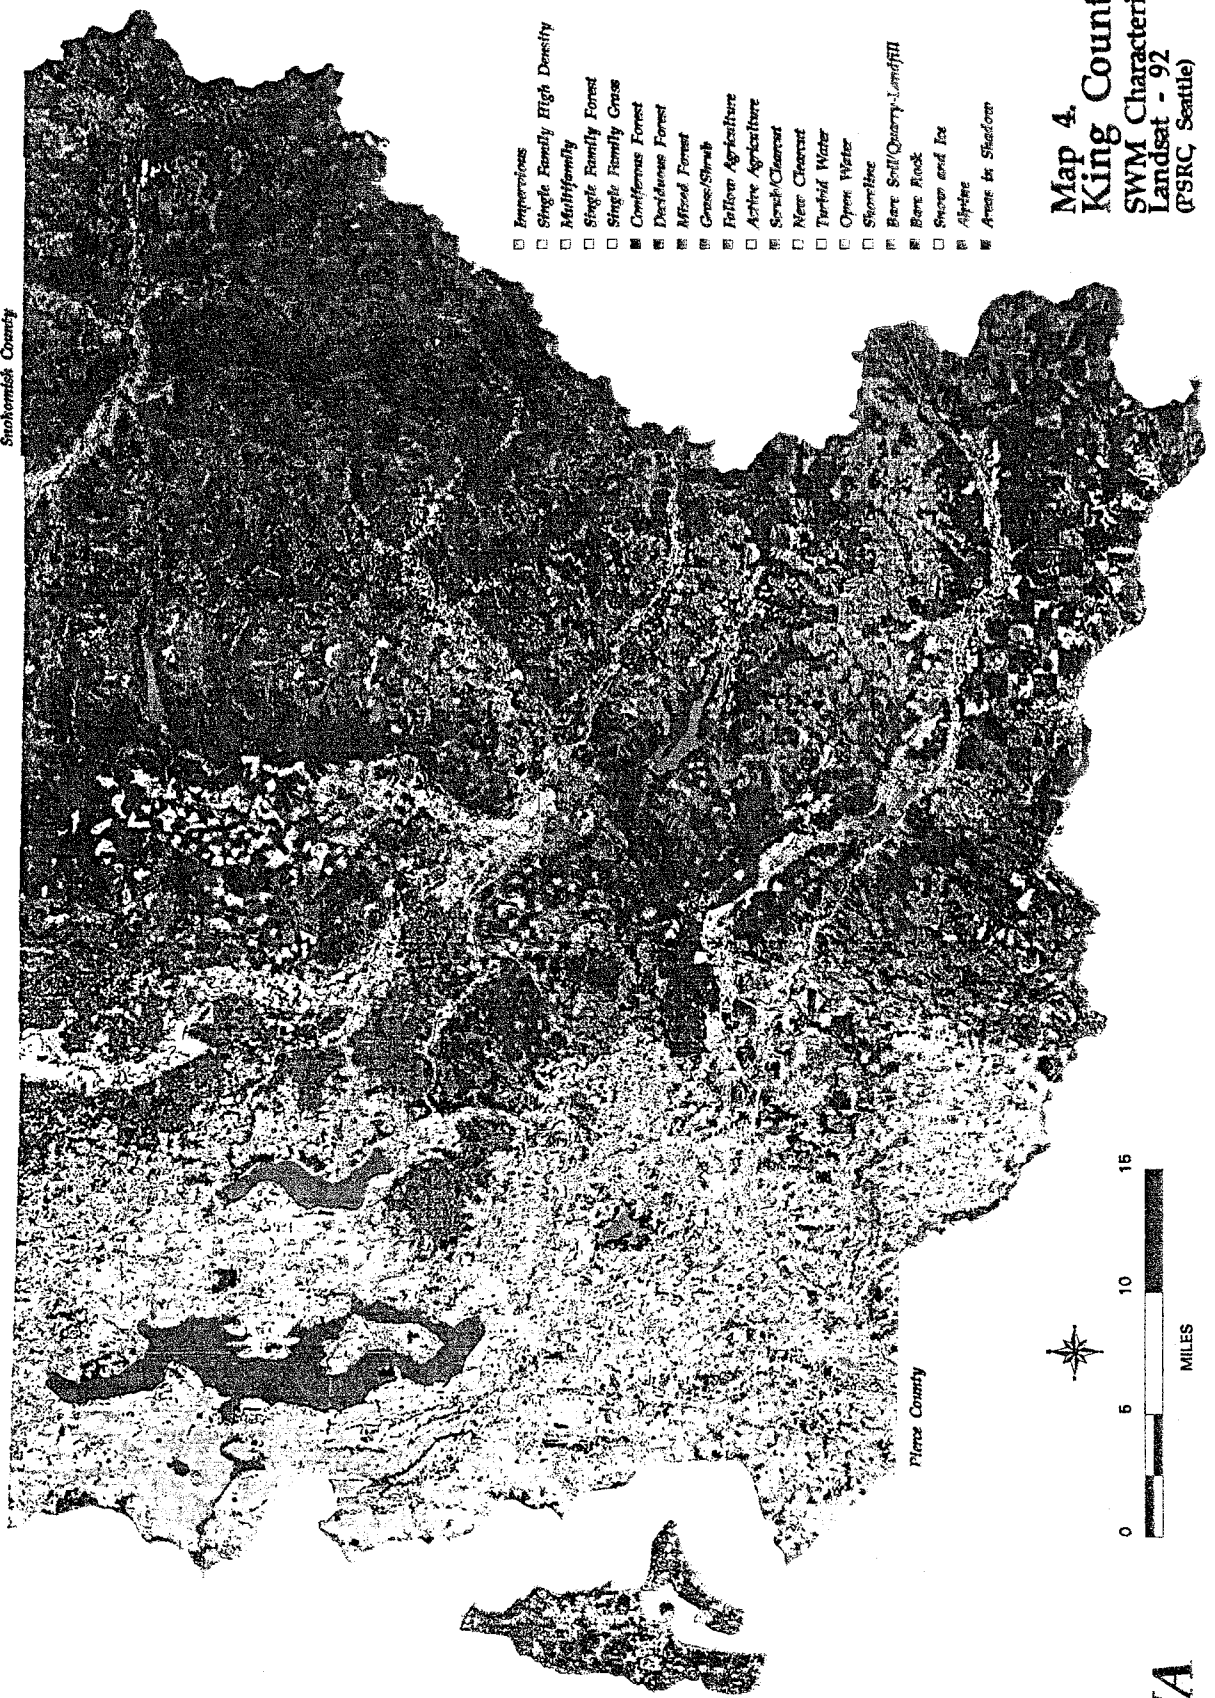 Snohomish County
Impervious
Single Family High Density
Multifamily
Single Family Forest
Single Family Grass
Coniferous Forest
Deciduous Forest
Mixed Forest
Grass/Shrub
Fallow Agriculture
Active Agriculture
Scrub/Clearcut
New Clearcut
Turbid Water
Open Water
Shoreline
Bare Soil/Quarry-Landfill
Bare Rock
Snow and Ice
Alpine
Areas in Shadow
Map 4.
King Count
SWM Characteri
Landsat - 92
(PSRC, Seattle)
Pierce County
0 5 10 15
MILES